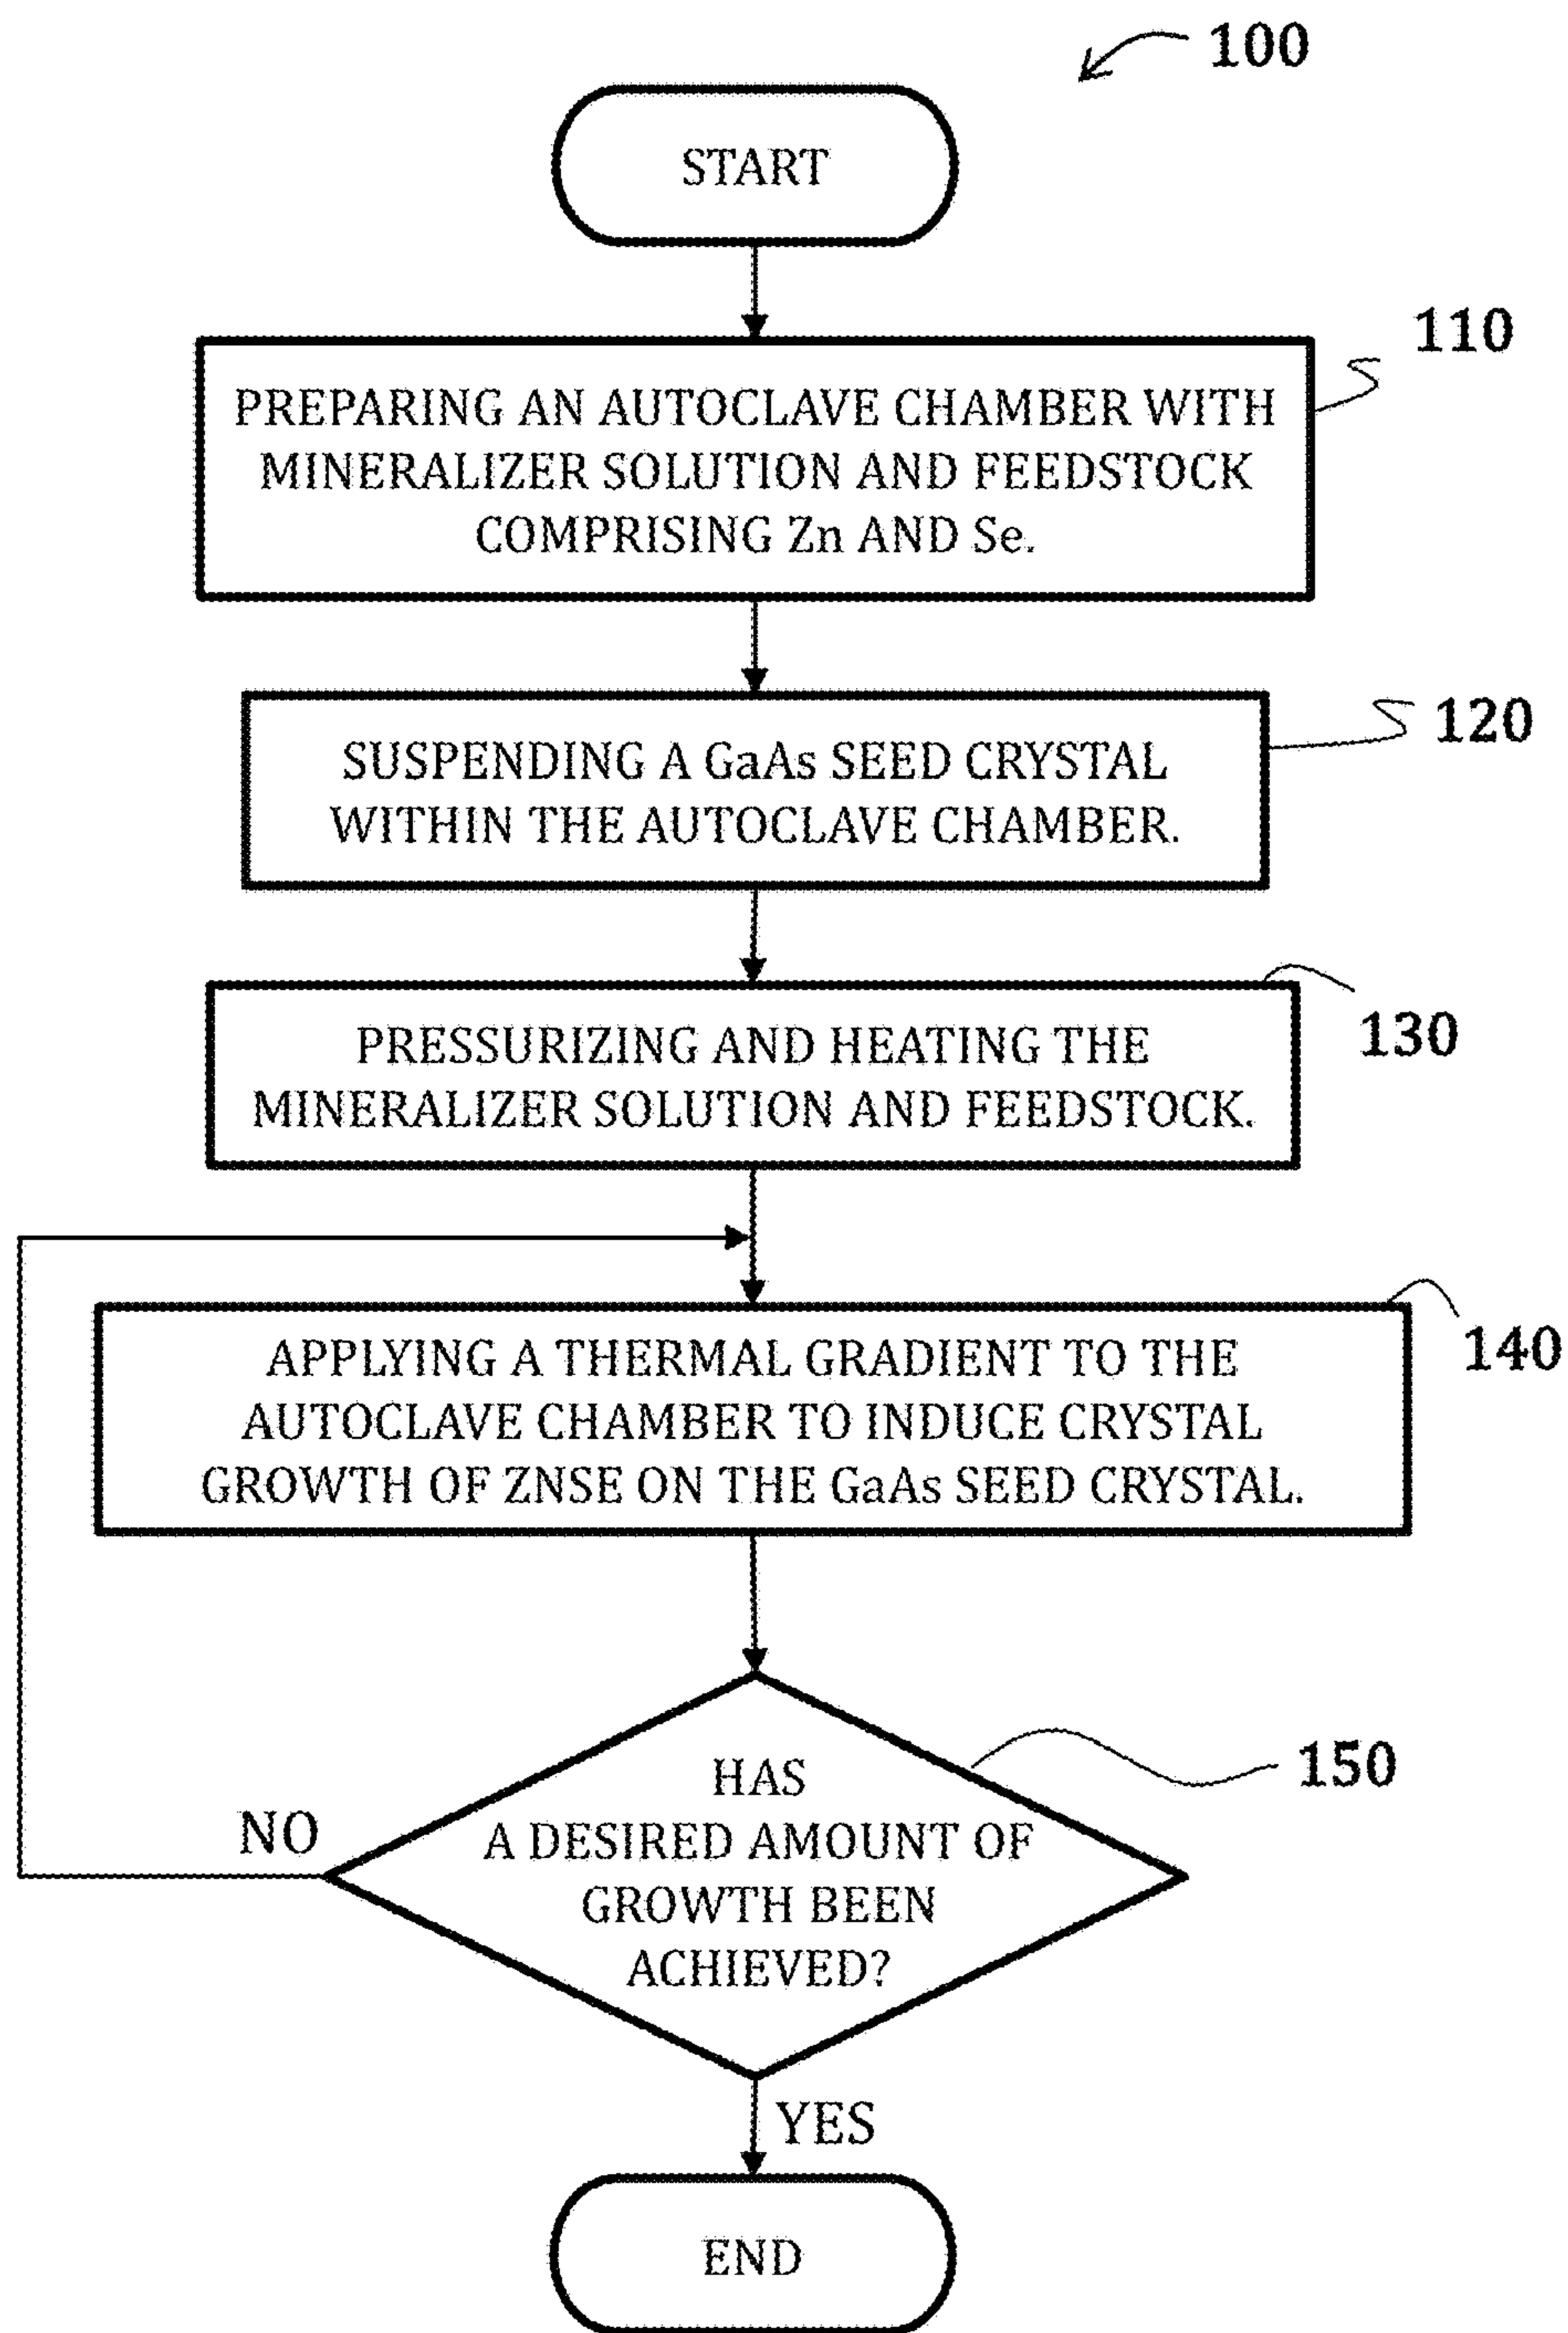 100
START
110
PREPARING AN AUTOCLAVE CHAMBER WITH
MINERALIZER SOLUTION AND FEEDSTOCK
COMPRISING Zn AND Se.
120
SUSPENDING A GaAs SEED CRYSTAL
WITHIN THE AUTOCLAVE CHAMBER.
130
PRESSURIZING AND HEATING THE
MINERALIZER SOLUTION AND FEEDSTOCK.
140
APPLYING A THERMAL GRADIENT TO THE
AUTOCLAVE CHAMBER TO INDUCE CRYSTAL
GROWTH OF ZNSE ON THE GaAs SEED CRYSTAL.
150
HAS
A DESIRED AMOUNT OF
GROWTH BEEN
ACHIEVED?
NO
YES
END